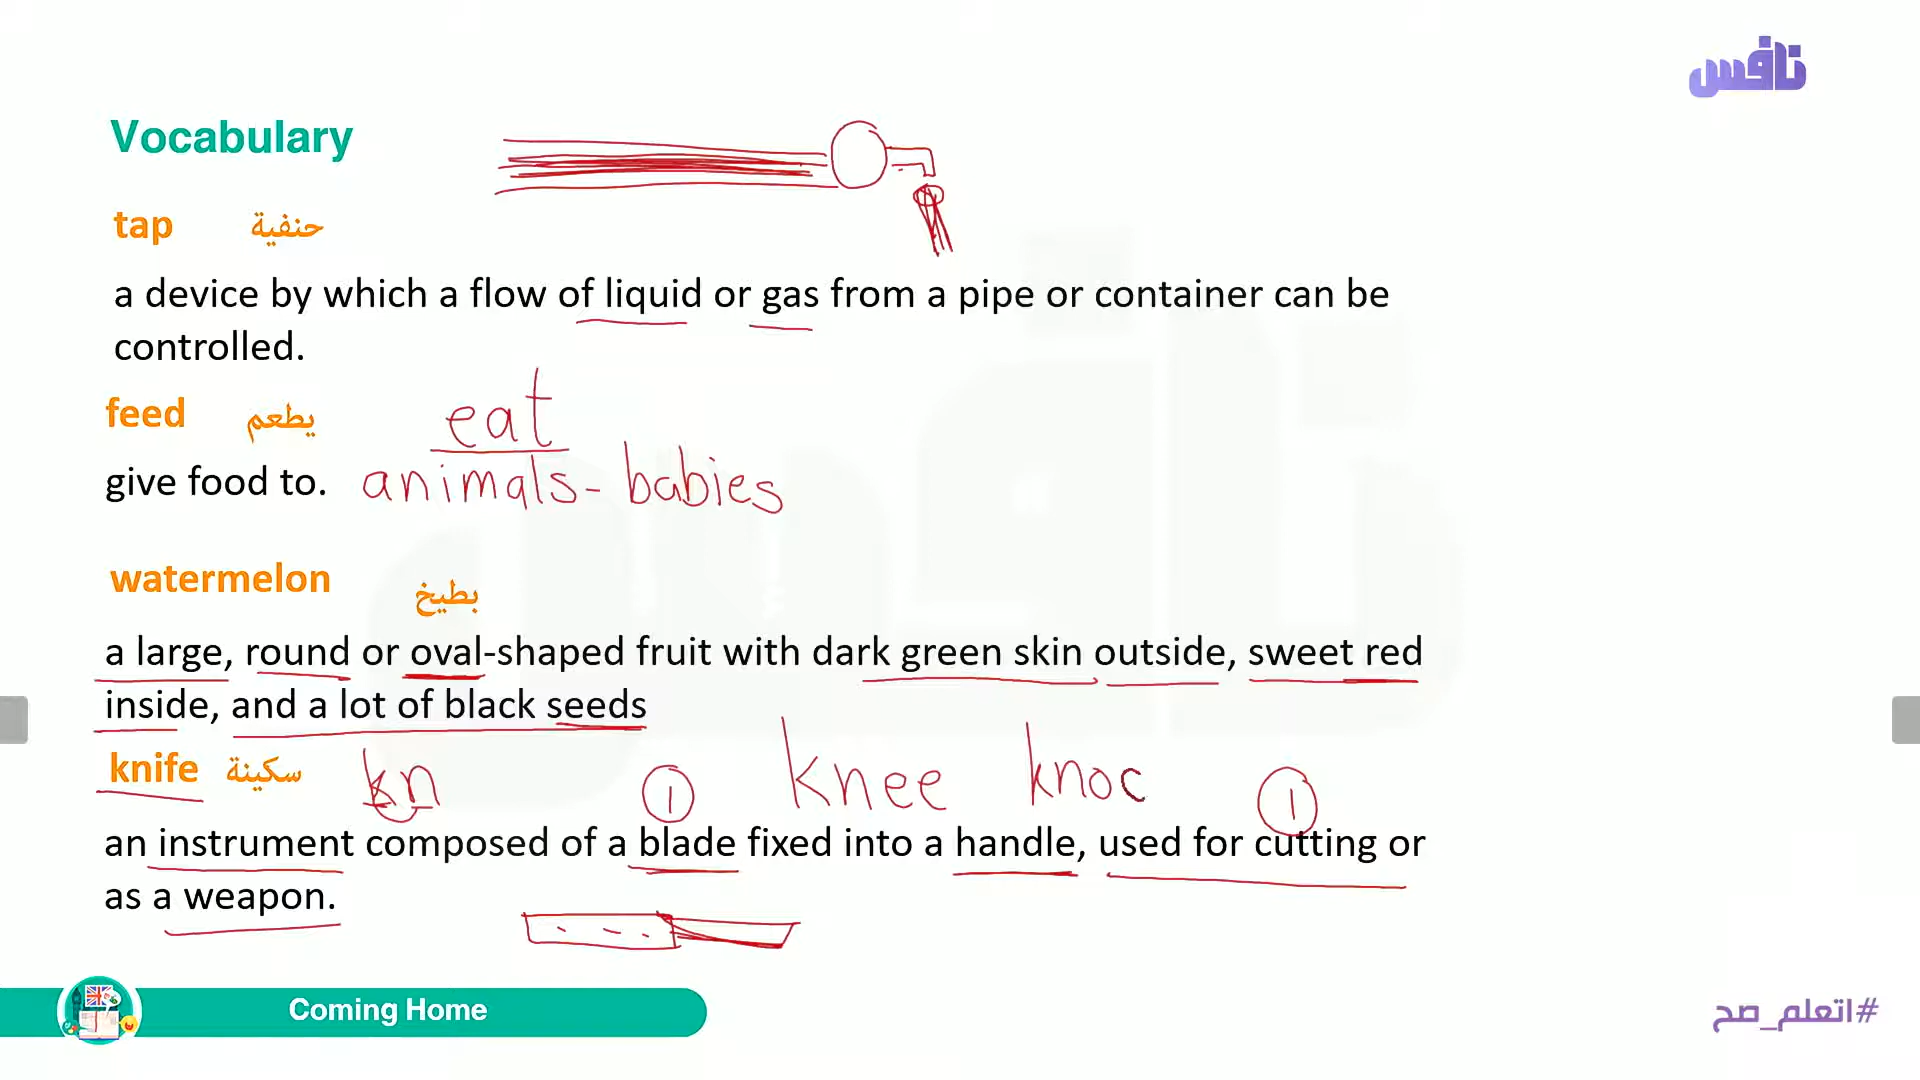 نافس
Vocabulary
tap حنفية
a device by which a flow of liquid or gas from a pipe or container can be
controlled.
feed يطعم eat
give food to. animals - babies
watermelon بطيخ
a large, round or oval-shaped fruit with dark green skin outside, sweet red
inside, and a lot of black seeds
knife سكينة kn 1 knee knoc 1
an instrument composed of a blade fixed into a handle, used for cutting or
as a weapon.
Coming Home
#اتعلم_صح